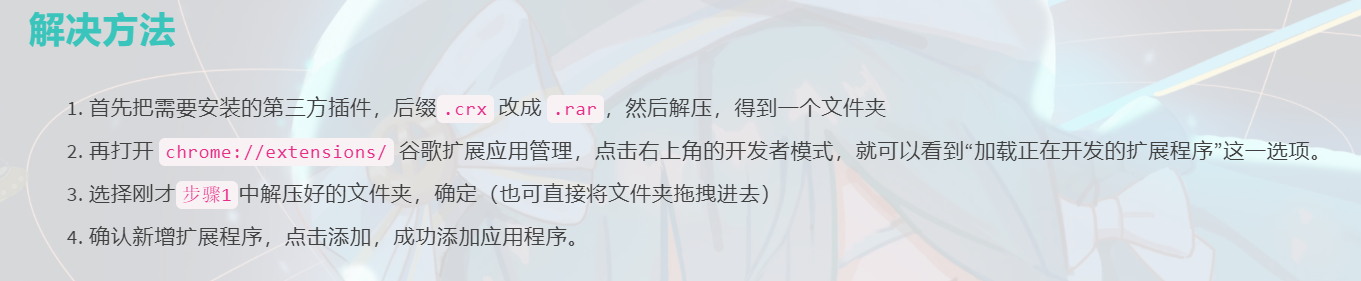 解决方法
1. 首先把需要安装的第三方插件，后缀 .crx 改成 .rar，然后解压，得到一个文件夹
2. 再打开 chrome://extensions/ 谷歌扩展应用管理，点击右上角的开发者模式，就可以看到“加载正在开发的扩展程序”这一选项。
3. 选择刚才 步骤1 中解压好的文件夹，确定（也可直接将文件夹拖拽进去）
4. 确认新增扩展程序，点击添加，成功添加应用程序。